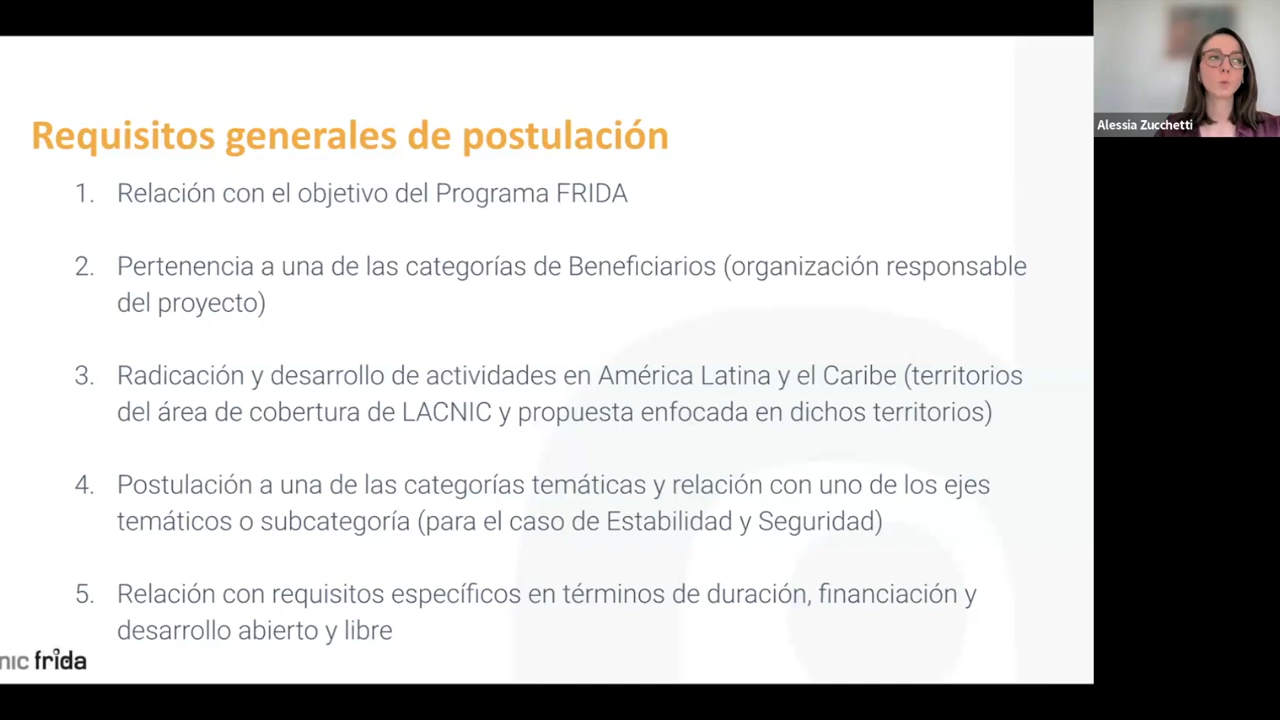 Requisitos generales de postulación
1. Relación con el objetivo del Programa FRIDA
2. Pertenencia a una de las categorías de Beneficiarios (organización responsable
del proyecto)
3. Radicación y desarrollo de actividades en América Latina y el Caribe (territorios
del área de cobertura de LACNIC y propuesta enfocada en dichos territorios)
4. Postulación a una de las categorías temáticas y relación con uno de los ejes
temáticos o subcategoría (para el caso de Estabilidad y Seguridad)
5. Relación con requisitos específicos en términos de duración, financiación y
desarrollo abierto y libre
nic frida
Alessia Zucchetti